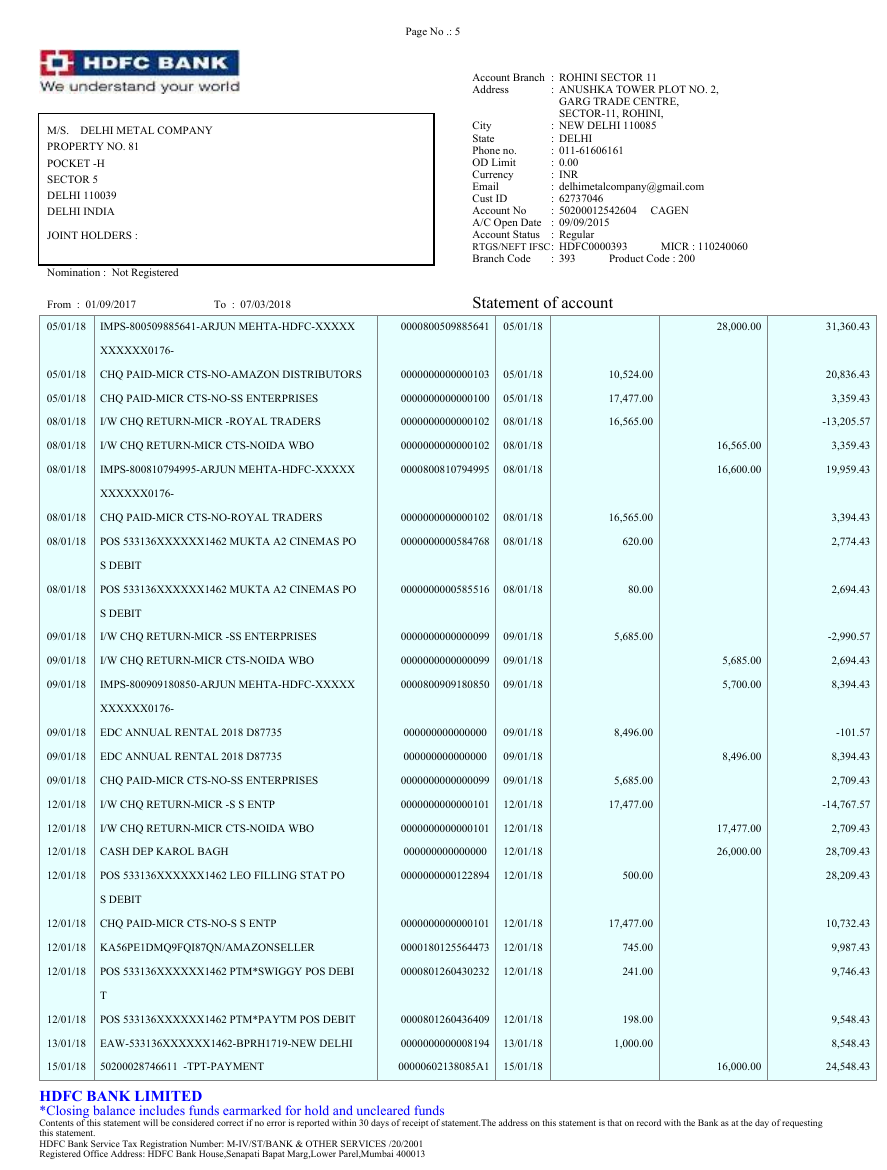 Page No .: 5
HDFC BANK
We understand your world
M/S. DELHI METAL COMPANY
PROPERTY NO. 81
POCKET -H
SECTOR 5
DELHI 110039
DELHI INDIA
JOINT HOLDERS :
Nomination : Not Registered
Account Branch : ROHINI SECTOR 11
Address : ANUSHKA TOWER PLOT NO. 2,
GARG TRADE CENTRE,
SECTOR-11, ROHINI,
City : NEW DELHI 110085
State : DELHI
Phone no. : 011-61606161
OD Limit : 0.00
Currency : INR
Email : delhimetalcompany@gmail.com
Cust ID : 62737046
Account No : 50200012542604 CAGEN
A/C Open Date : 09/09/2015
Account Status : Regular
RTGS/NEFT IFSC: HDFC0000393 MICR : 110240060
Branch Code : 393 Product Code : 200
From : 01/09/2017 To : 07/03/2018 Statement of account
05/01/18 IMPS-800509885641-ARJUN MEHTA-HDFC-XXXXX 0000800509885641 05/01/18 28,000.00 31,360.43
XXXXXX0176-
05/01/18 CHQ PAID-MICR CTS-NO-AMAZON DISTRIBUTORS 0000000000000103 05/01/18 10,524.00 20,836.43
05/01/18 CHQ PAID-MICR CTS-NO-SS ENTERPRISES 0000000000000100 05/01/18 17,477.00 3,359.43
08/01/18 I/W CHQ RETURN-MICR -ROYAL TRADERS 0000000000000102 08/01/18 16,565.00 -13,205.57
08/01/18 I/W CHQ RETURN-MICR CTS-NOIDA WBO 0000000000000102 08/01/18 16,565.00 3,359.43
08/01/18 IMPS-800810794995-ARJUN MEHTA-HDFC-XXXXX 0000800810794995 08/01/18 16,600.00 19,959.43
XXXXXX0176-
08/01/18 CHQ PAID-MICR CTS-NO-ROYAL TRADERS 0000000000000102 08/01/18 16,565.00 3,394.43
08/01/18 POS 533136XXXXXX1462 MUKTA A2 CINEMAS PO 0000000000584768 08/01/18 620.00 2,774.43
S DEBIT
08/01/18 POS 533136XXXXXX1462 MUKTA A2 CINEMAS PO 0000000000585516 08/01/18 80.00 2,694.43
S DEBIT
09/01/18 I/W CHQ RETURN-MICR -SS ENTERPRISES 0000000000000099 09/01/18 5,685.00 -2,990.57
09/01/18 I/W CHQ RETURN-MICR CTS-NOIDA WBO 0000000000000099 09/01/18 5,685.00 2,694.43
09/01/18 IMPS-800909180850-ARJUN MEHTA-HDFC-XXXXX 0000800909180850 09/01/18 5,700.00 8,394.43
XXXXXX0176-
09/01/18 EDC ANNUAL RENTAL 2018 D87735 000000000000000 09/01/18 8,496.00 -101.57
09/01/18 EDC ANNUAL RENTAL 2018 D87735 000000000000000 09/01/18 8,496.00 8,394.43
09/01/18 CHQ PAID-MICR CTS-NO-SS ENTERPRISES 0000000000000099 09/01/18 5,685.00 2,709.43
12/01/18 I/W CHQ RETURN-MICR -S S ENTP 0000000000000101 12/01/18 17,477.00 -14,767.57
12/01/18 I/W CHQ RETURN-MICR CTS-NOIDA WBO 0000000000000101 12/01/18 17,477.00 2,709.43
12/01/18 CASH DEP KAROL BAGH 000000000000000 12/01/18 26,000.00 28,709.43
12/01/18 POS 533136XXXXXX1462 LEO FILLING STAT PO 0000000000122894 12/01/18 500.00 28,209.43
S DEBIT
12/01/18 CHQ PAID-MICR CTS-NO-S S ENTP 0000000000000101 12/01/18 17,477.00 10,732.43
12/01/18 KA56PE1DMQ9FQI87QN/AMAZONSELLER 0000180125564473 12/01/18 745.00 9,987.43
12/01/18 POS 533136XXXXXX1462 PTM*SWIGGY POS DEBI 0000801260430232 12/01/18 241.00 9,746.43
T
12/01/18 POS 533136XXXXXX1462 PTM*PAYTM POS DEBIT 0000801260436409 12/01/18 198.00 9,548.43
13/01/18 EAW-533136XXXXXX1462-BPRH1719-NEW DELHI 0000000000008194 13/01/18 1,000.00 8,548.43
15/01/18 50200028746611 -TPT-PAYMENT 00000602138085A1 15/01/18 16,000.00 24,548.43
HDFC BANK LIMITED
*Closing balance includes funds earmarked for hold and uncleared funds
Contents of this statement will be considered correct if no error is reported within 30 days of receipt of statement.The address on this statement is that on record with the Bank as at the day of requesting
this statement.
HDFC Bank Service Tax Registration Number: M-IV/ST/BANK & OTHER SERVICES /20/2001
Registered Office Address: HDFC Bank House,Senapati Bapat Marg,Lower Parel,Mumbai 400013